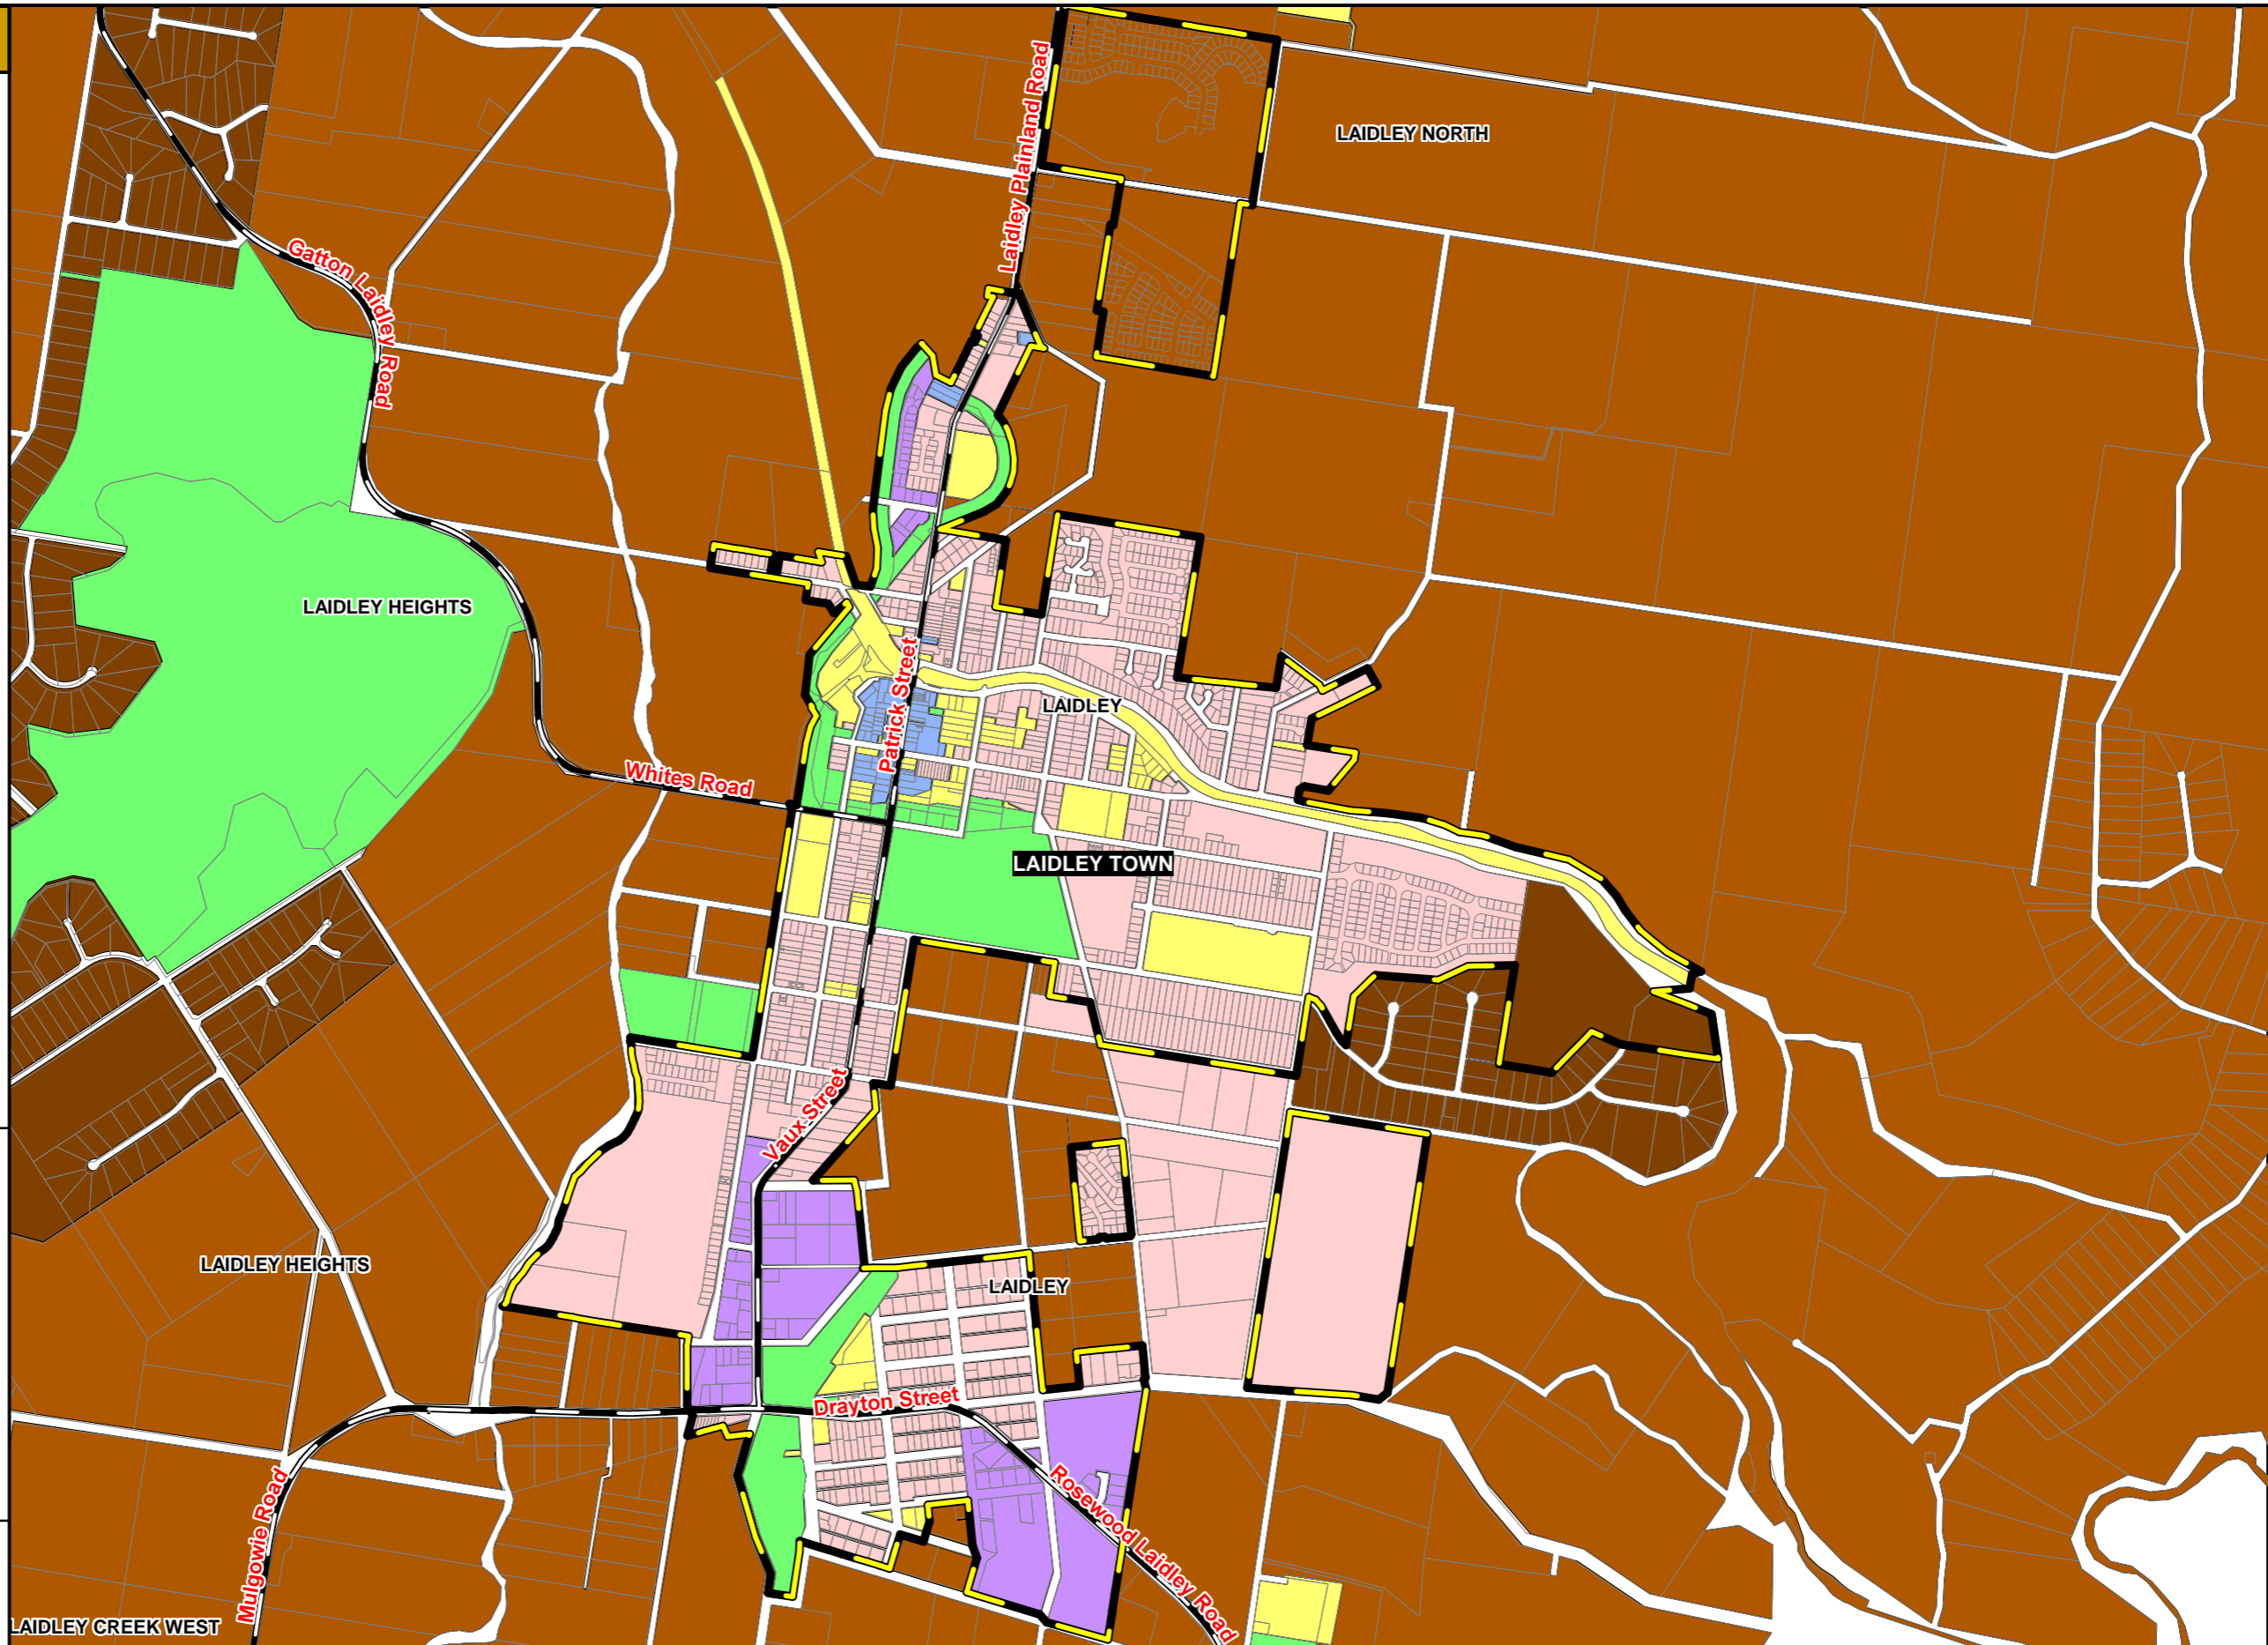 Laidley Plainland Road
LAIDLEY NORTH
Gatton Laidley Road
LAIDLEY HEIGHTS
Patrick Street
LAIDLEY
Whites Road
LAIDLEY TOWN
Vaux Street
LAIDLEY HEIGHTS
LAIDLEY
Drayton Street
Mulgowie Road
Rosewood Laidley Road
LAIDLEY CREEK WEST